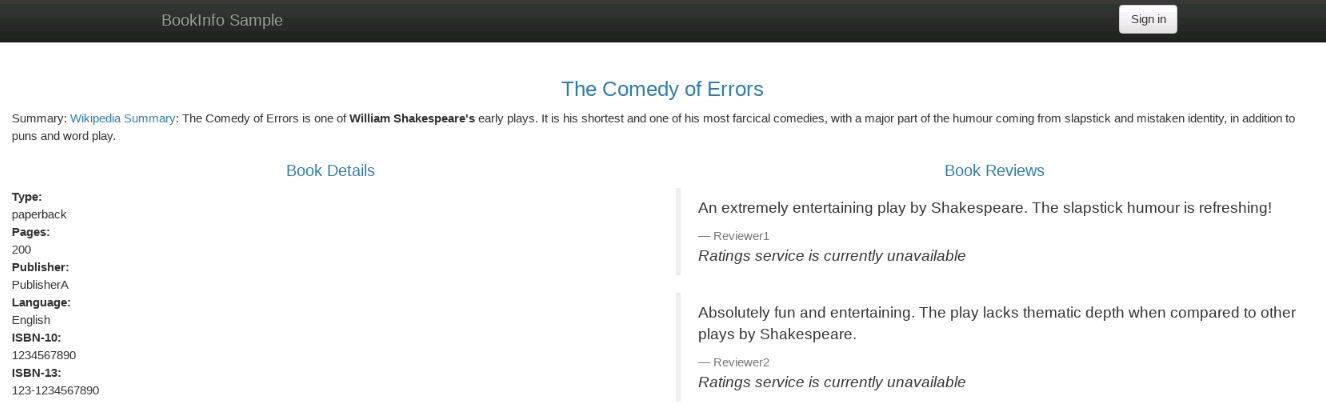 BookInfo Sample
Sign in
The Comedy of Errors
Summary: Wikipedia Summary: The Comedy of Errors is one of William Shakespeare's early plays. It is his shortest and one of his most farcical comedies, with a major part of the humour coming from slapstick and mistaken identity, in addition to
puns and word play.
Book Details
Type:
paperback
Pages:
200
Publisher:
PublisherA
Language:
English
ISBN-10:
1234567890
ISBN-13:
123-1234567890
Book Reviews
An extremely entertaining play by Shakespeare. The slapstick humour is refreshing!
— Reviewer1
Ratings service is currently unavailable
Absolutely fun and entertaining. The play lacks thematic depth when compared to other
plays by Shakespeare.
— Reviewer2
Ratings service is currently unavailable